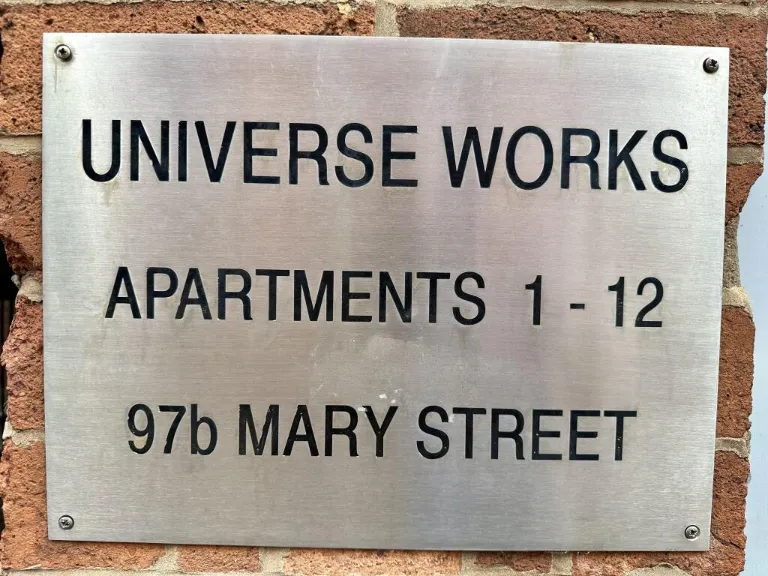 UNIVERSE WORKS
APARTMENTS 1 - 12
97b MARY STREET